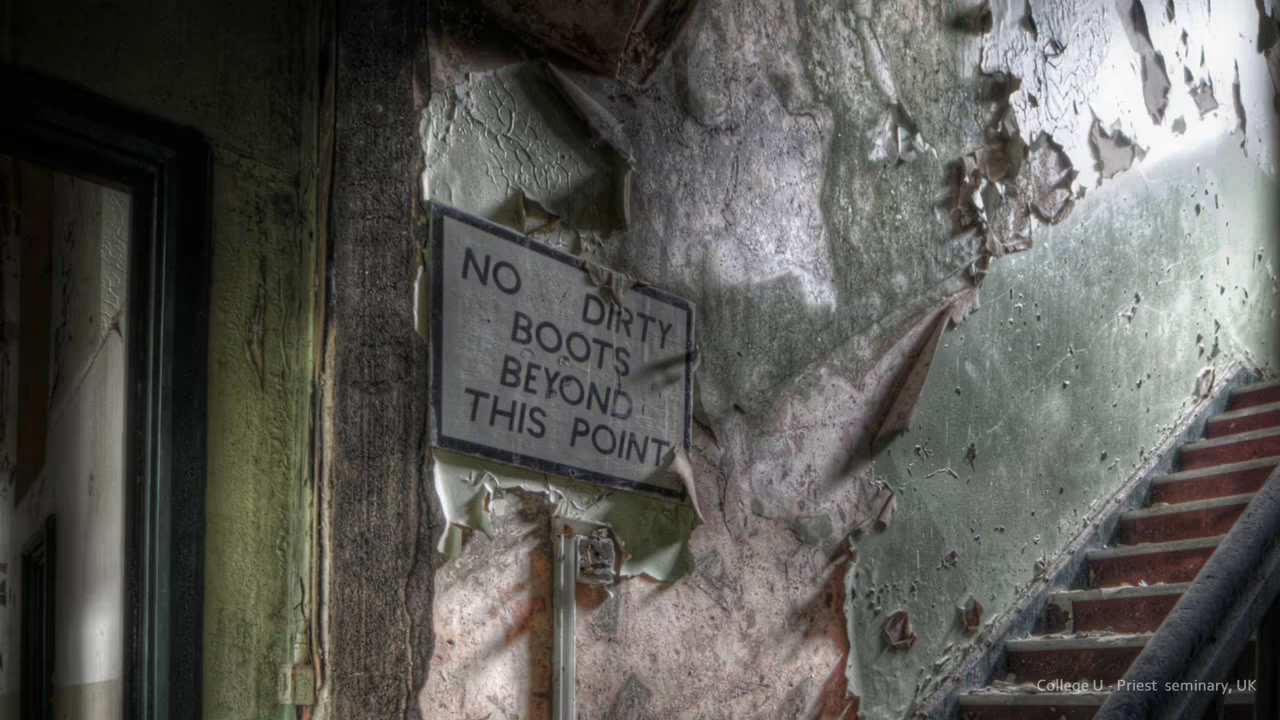 NO DIRTY
BOOTS
BEYOND
THIS POINT
College U - Priest seminary, UK